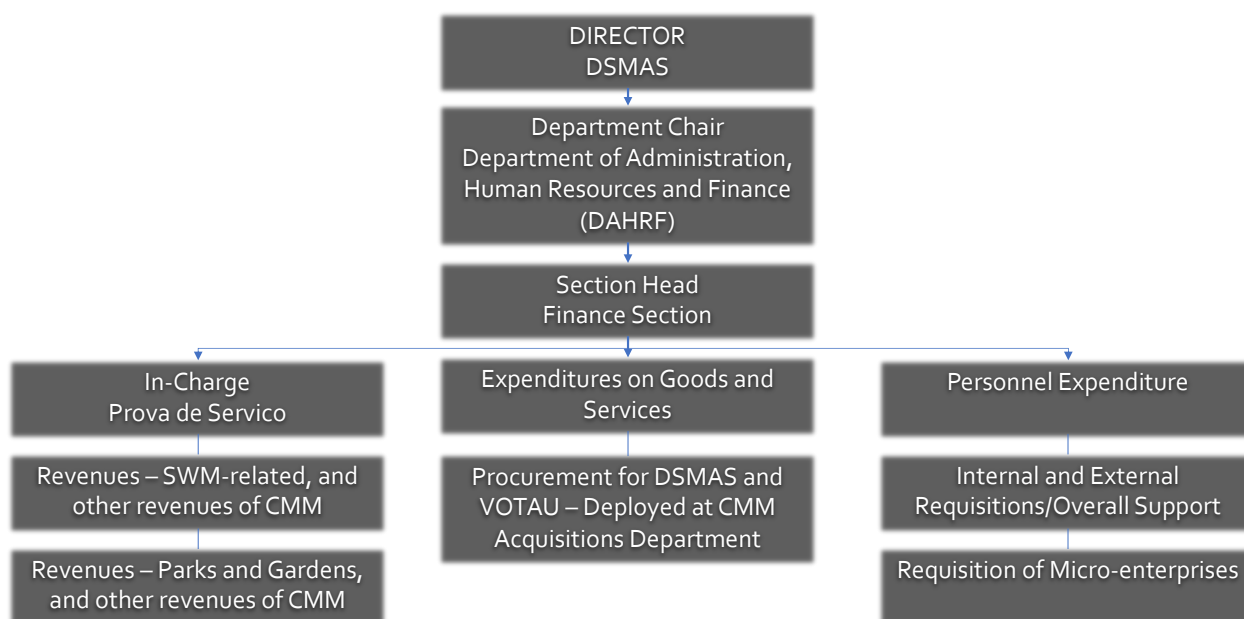 DIRECTOR
DSMAS
Department Chair
Department of Administration,
Human Resources and Finance
(DAHRF)
Section Head
Finance Section
In-Charge
Prova de Servico
Revenues – SWM-related, and
other revenues of CMM
Revenues – Parks and Gardens,
and other revenues of CMM
Expenditures on Goods and
Services
Procurement for DSMAS and
VOTAU – Deployed at CMM
Acquisitions Department
Personnel Expenditure
Internal and External
Requisitions/Overall Support
Requisition of Micro-enterprises